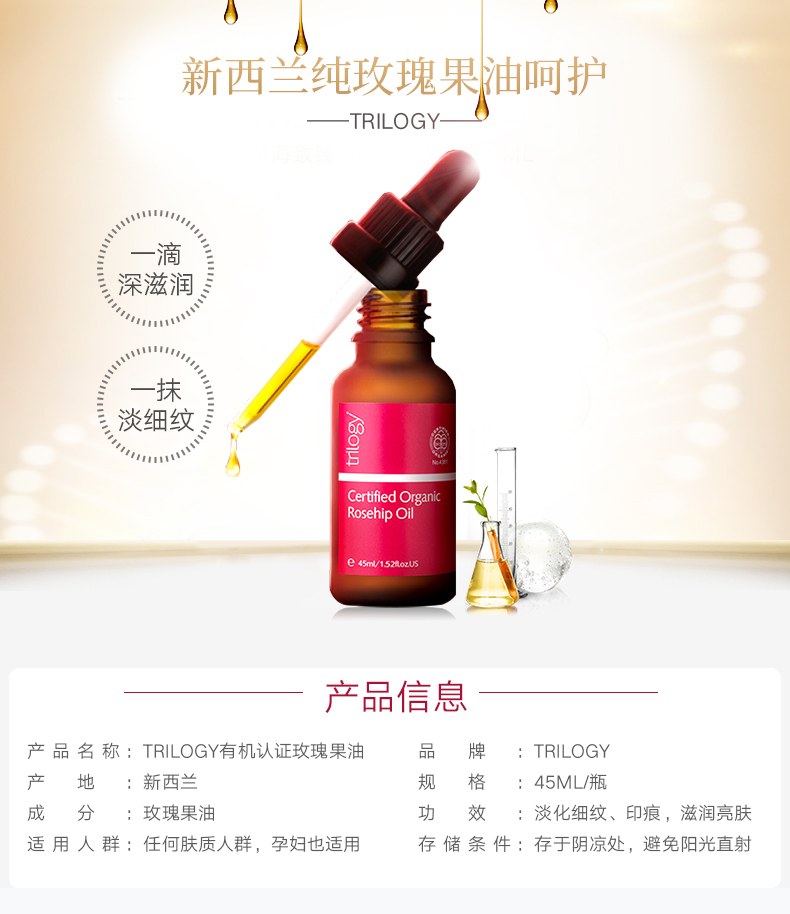 新西兰纯玫瑰果油呵护
TRILOGY
一滴
深滋润
一抹
淡细纹
trilogy
Certified Organic
Rosehip Oil
e 45ml/1.52fl.oz.US
产品信息
产品名称：TRILOGY有机认证玫瑰果油
品牌：TRILOGY
产地：新西兰
规格：45ML/瓶
成分：玫瑰果油
功效：淡化细纹、印痕，滋润亮肤
适用人群：任何肤质人群，孕妇也适用
存储条件：存于阴凉处，避免阳光直射